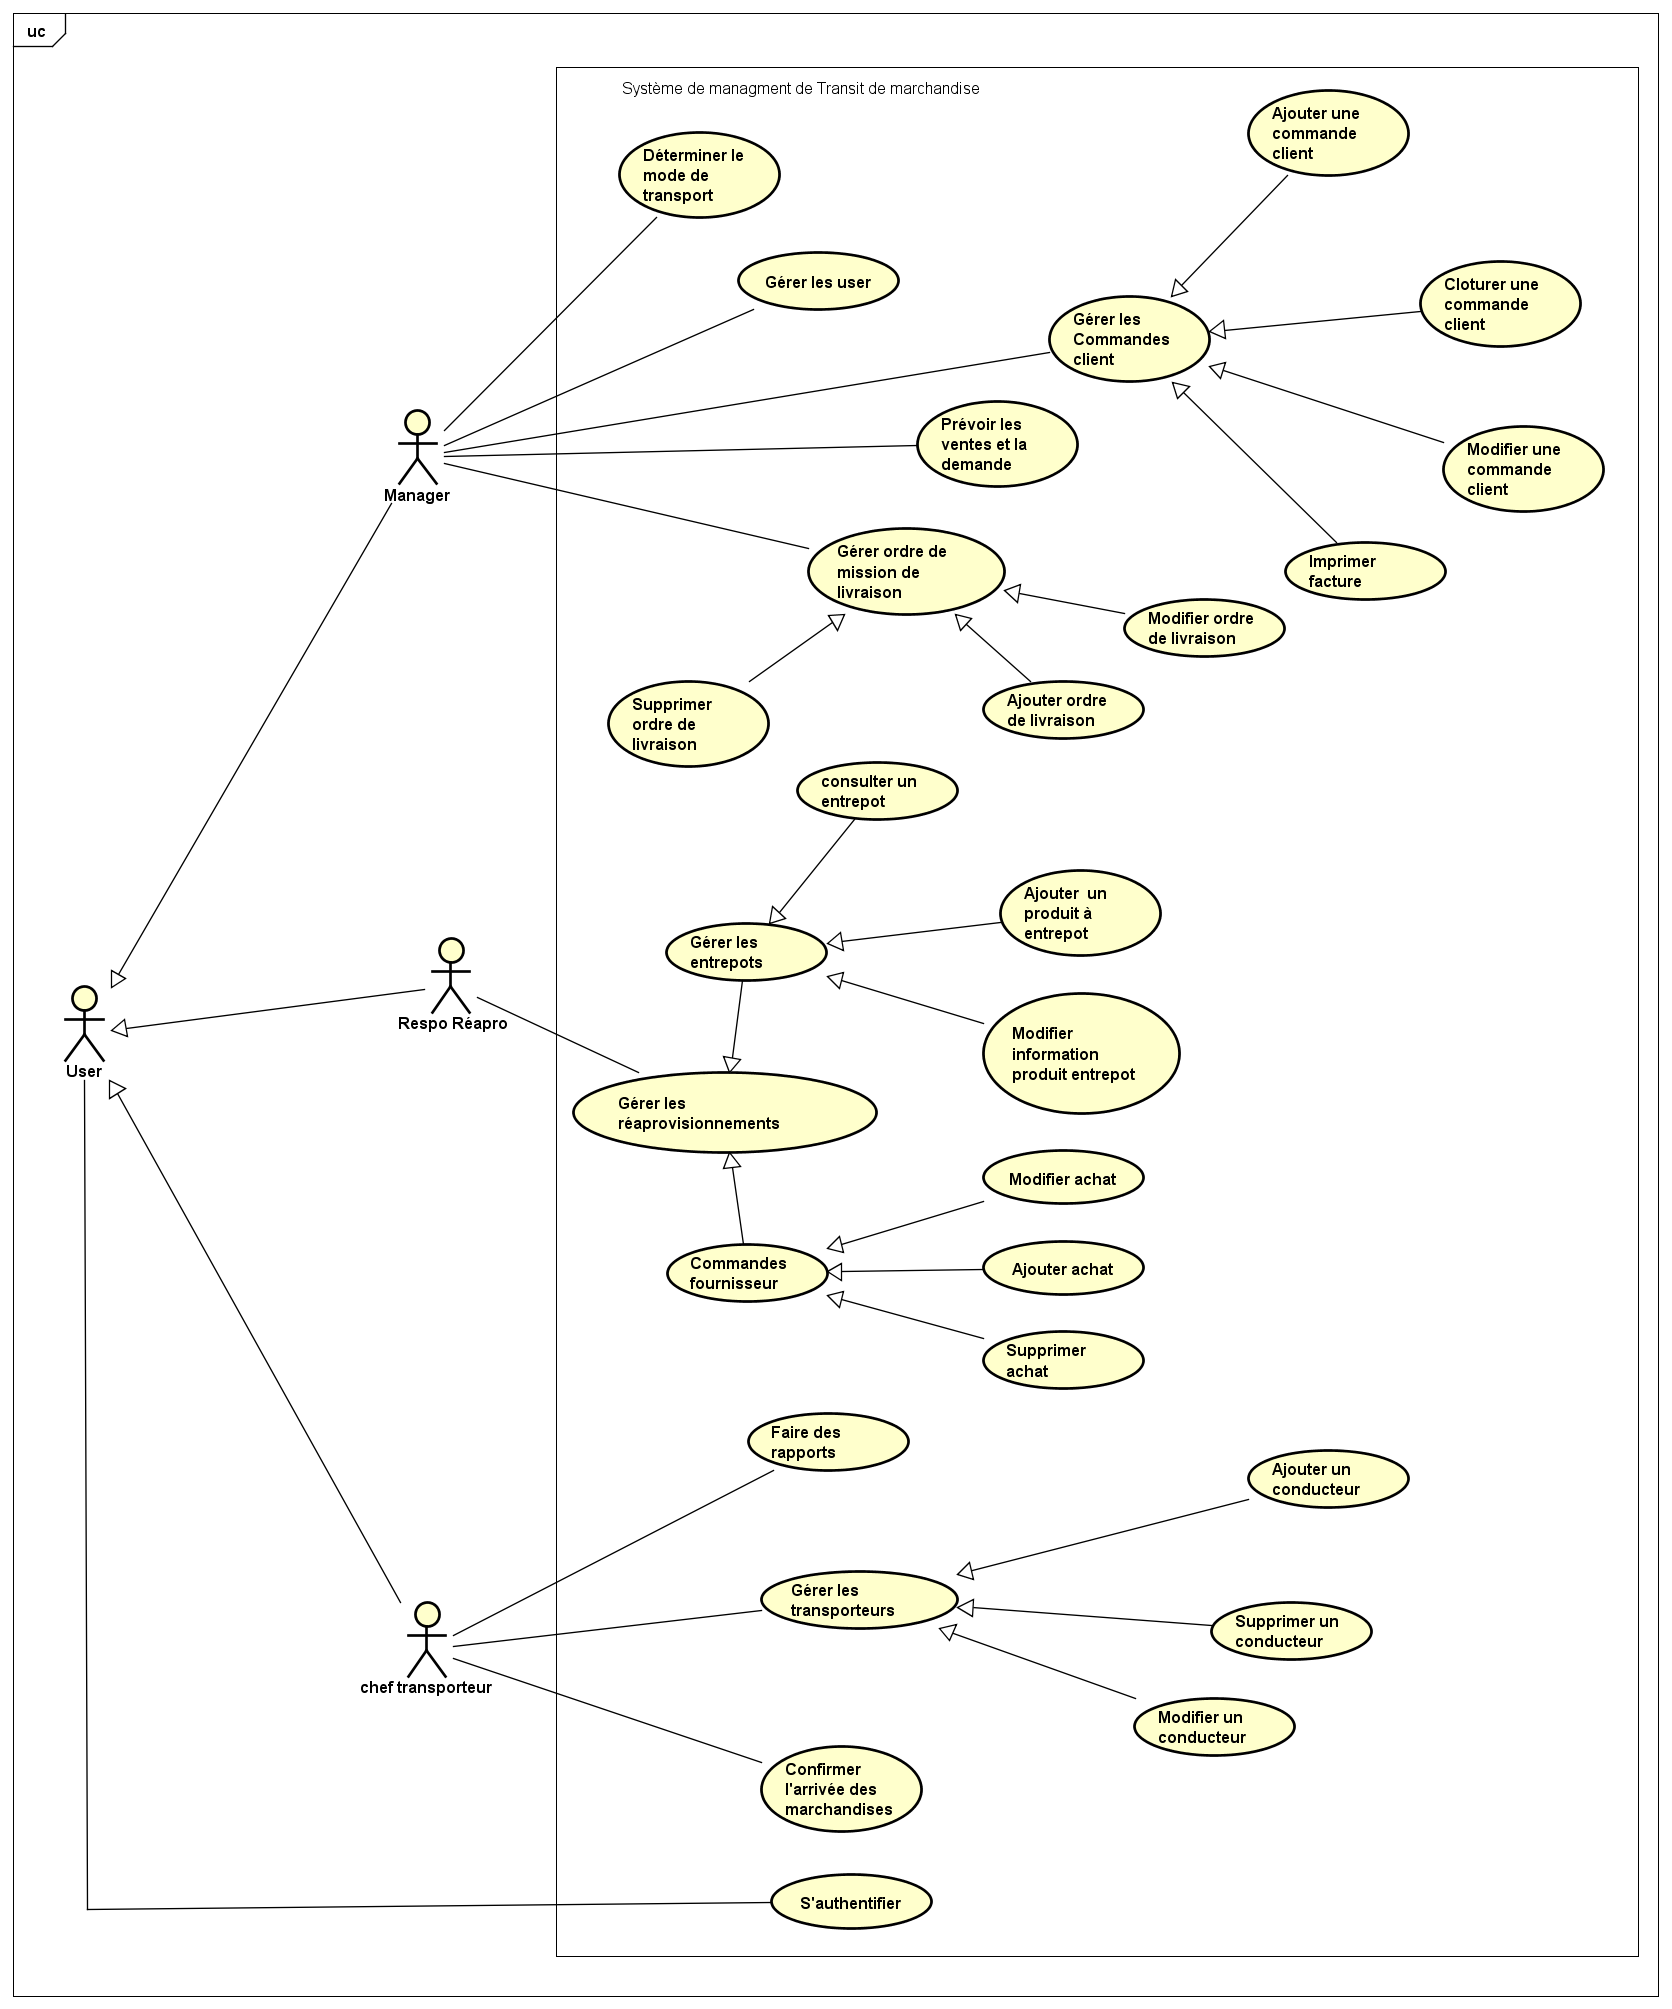 uc
Système de managment de Transit de marchandise
Ajouter une
commande
client
Déterminer le
mode de
transport
Gérer les user
Cloturer une
commande
client
Gérer les
Commandes
client
Prévoir les
ventes et la
demande
Manager
Modifier une
commande
client
Gérer ordre de
mission de
livraison
Imprimer
facture
Modifier ordre
de livraison
Supprimer
ordre de
livraison
Ajouter ordre
de livraison
consulter un
entrepot
Ajouter  un
produit à
entrepot
Gérer les
entrepots
Respo Réapro
User
Modifier
information
produit entrepot
Gérer les
réaprovisionnements
Modifier achat
Commandes
fournisseur
Ajouter achat
Supprimer
achat
Faire des
rapports
Ajouter un
conducteur
Gérer les
transporteurs
Supprimer un
conducteur
chef transporteur
Modifier un
conducteur
Confirmer
l'arrivée des
marchandises
S'authentifier